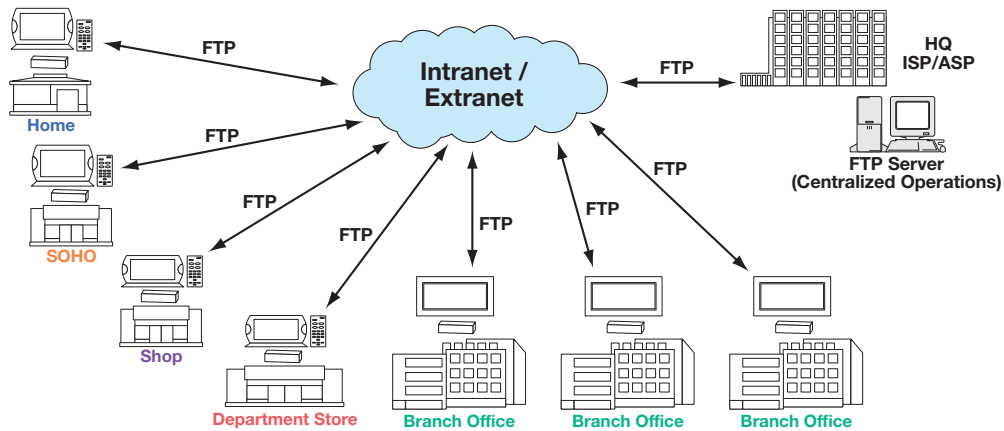 FTP
Intranet /
Extranet
FTP
HQ
ISP/ASP
Home
FTP
FTP Server
(Centralized Operations)
FTP
SOHO
FTP
FTP
FTP
FTP
Shop
Department Store
Branch Office
Branch Office
Branch Office